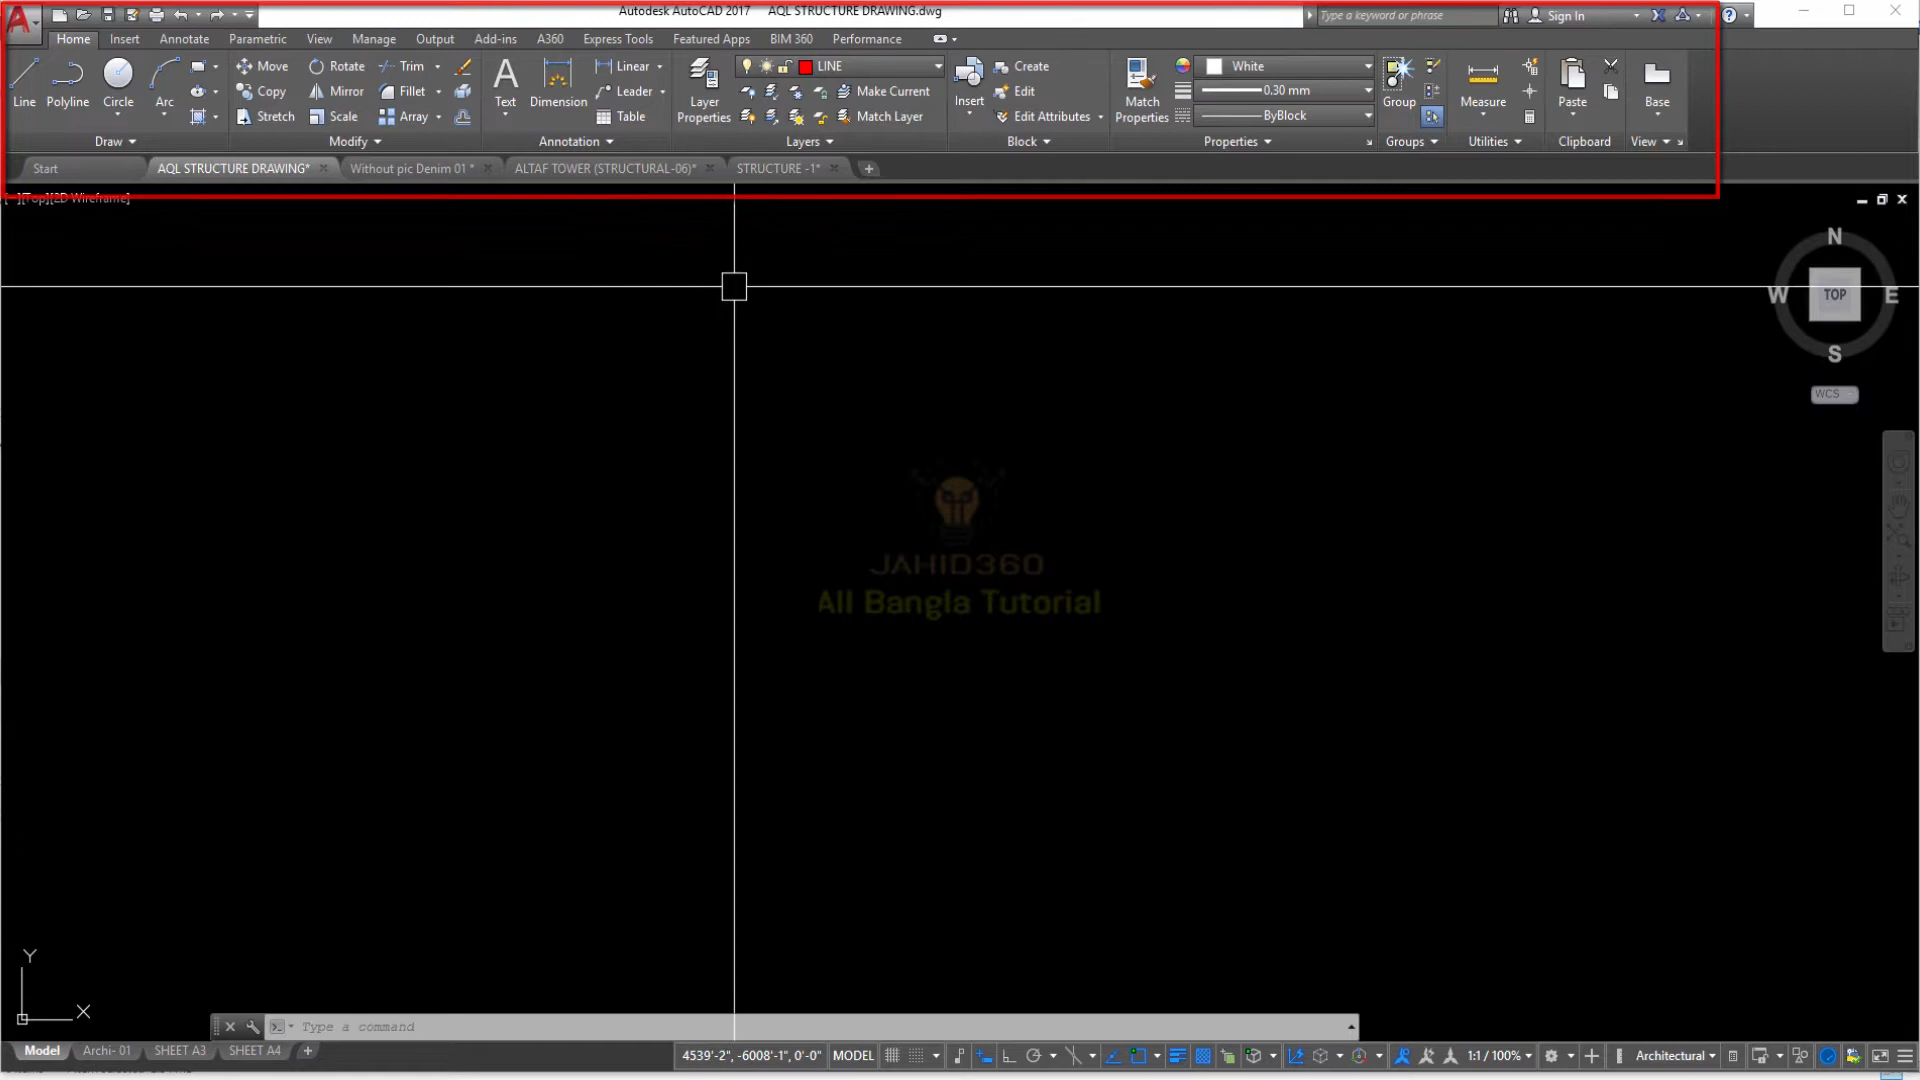 Autodesk AutoCAD 2017 AQL STRUCTURE DRAWING.dwg
Type a keyword or phrase Sign In
Home Insert Annotate Parametric View Manage Output Add-ins A360 Express Tools Featured Apps BIM 360 Performance
Move Rotate Trim Linear LINE Create White
Copy Mirror Fillet Leader Make Current Edit 0.30 mm
Line Polyline Circle Arc Text Dimension Layer Properties Insert Match Properties Group Measure Paste Base
Stretch Scale Array Table Match Layer Edit Attributes ByBlock
Draw Modify Annotation Layers Block Properties Groups Utilities Clipboard View
Start AQL STRUCTURE DRAWING* Without pic Denim 01 * ALTAF TOWER (STRUCTURAL-06)* STRUCTURE -1*
[–][Top][2D Wireframe]
N
W TOP E
S
WCS
JAHID360
All Bangla Tutorial
Y
X
Type a command
Model Archi- 01 SHEET A3 SHEET A4
4539'-2", -6008'-1", 0'-0" MODEL 1:1 / 100% Architectural